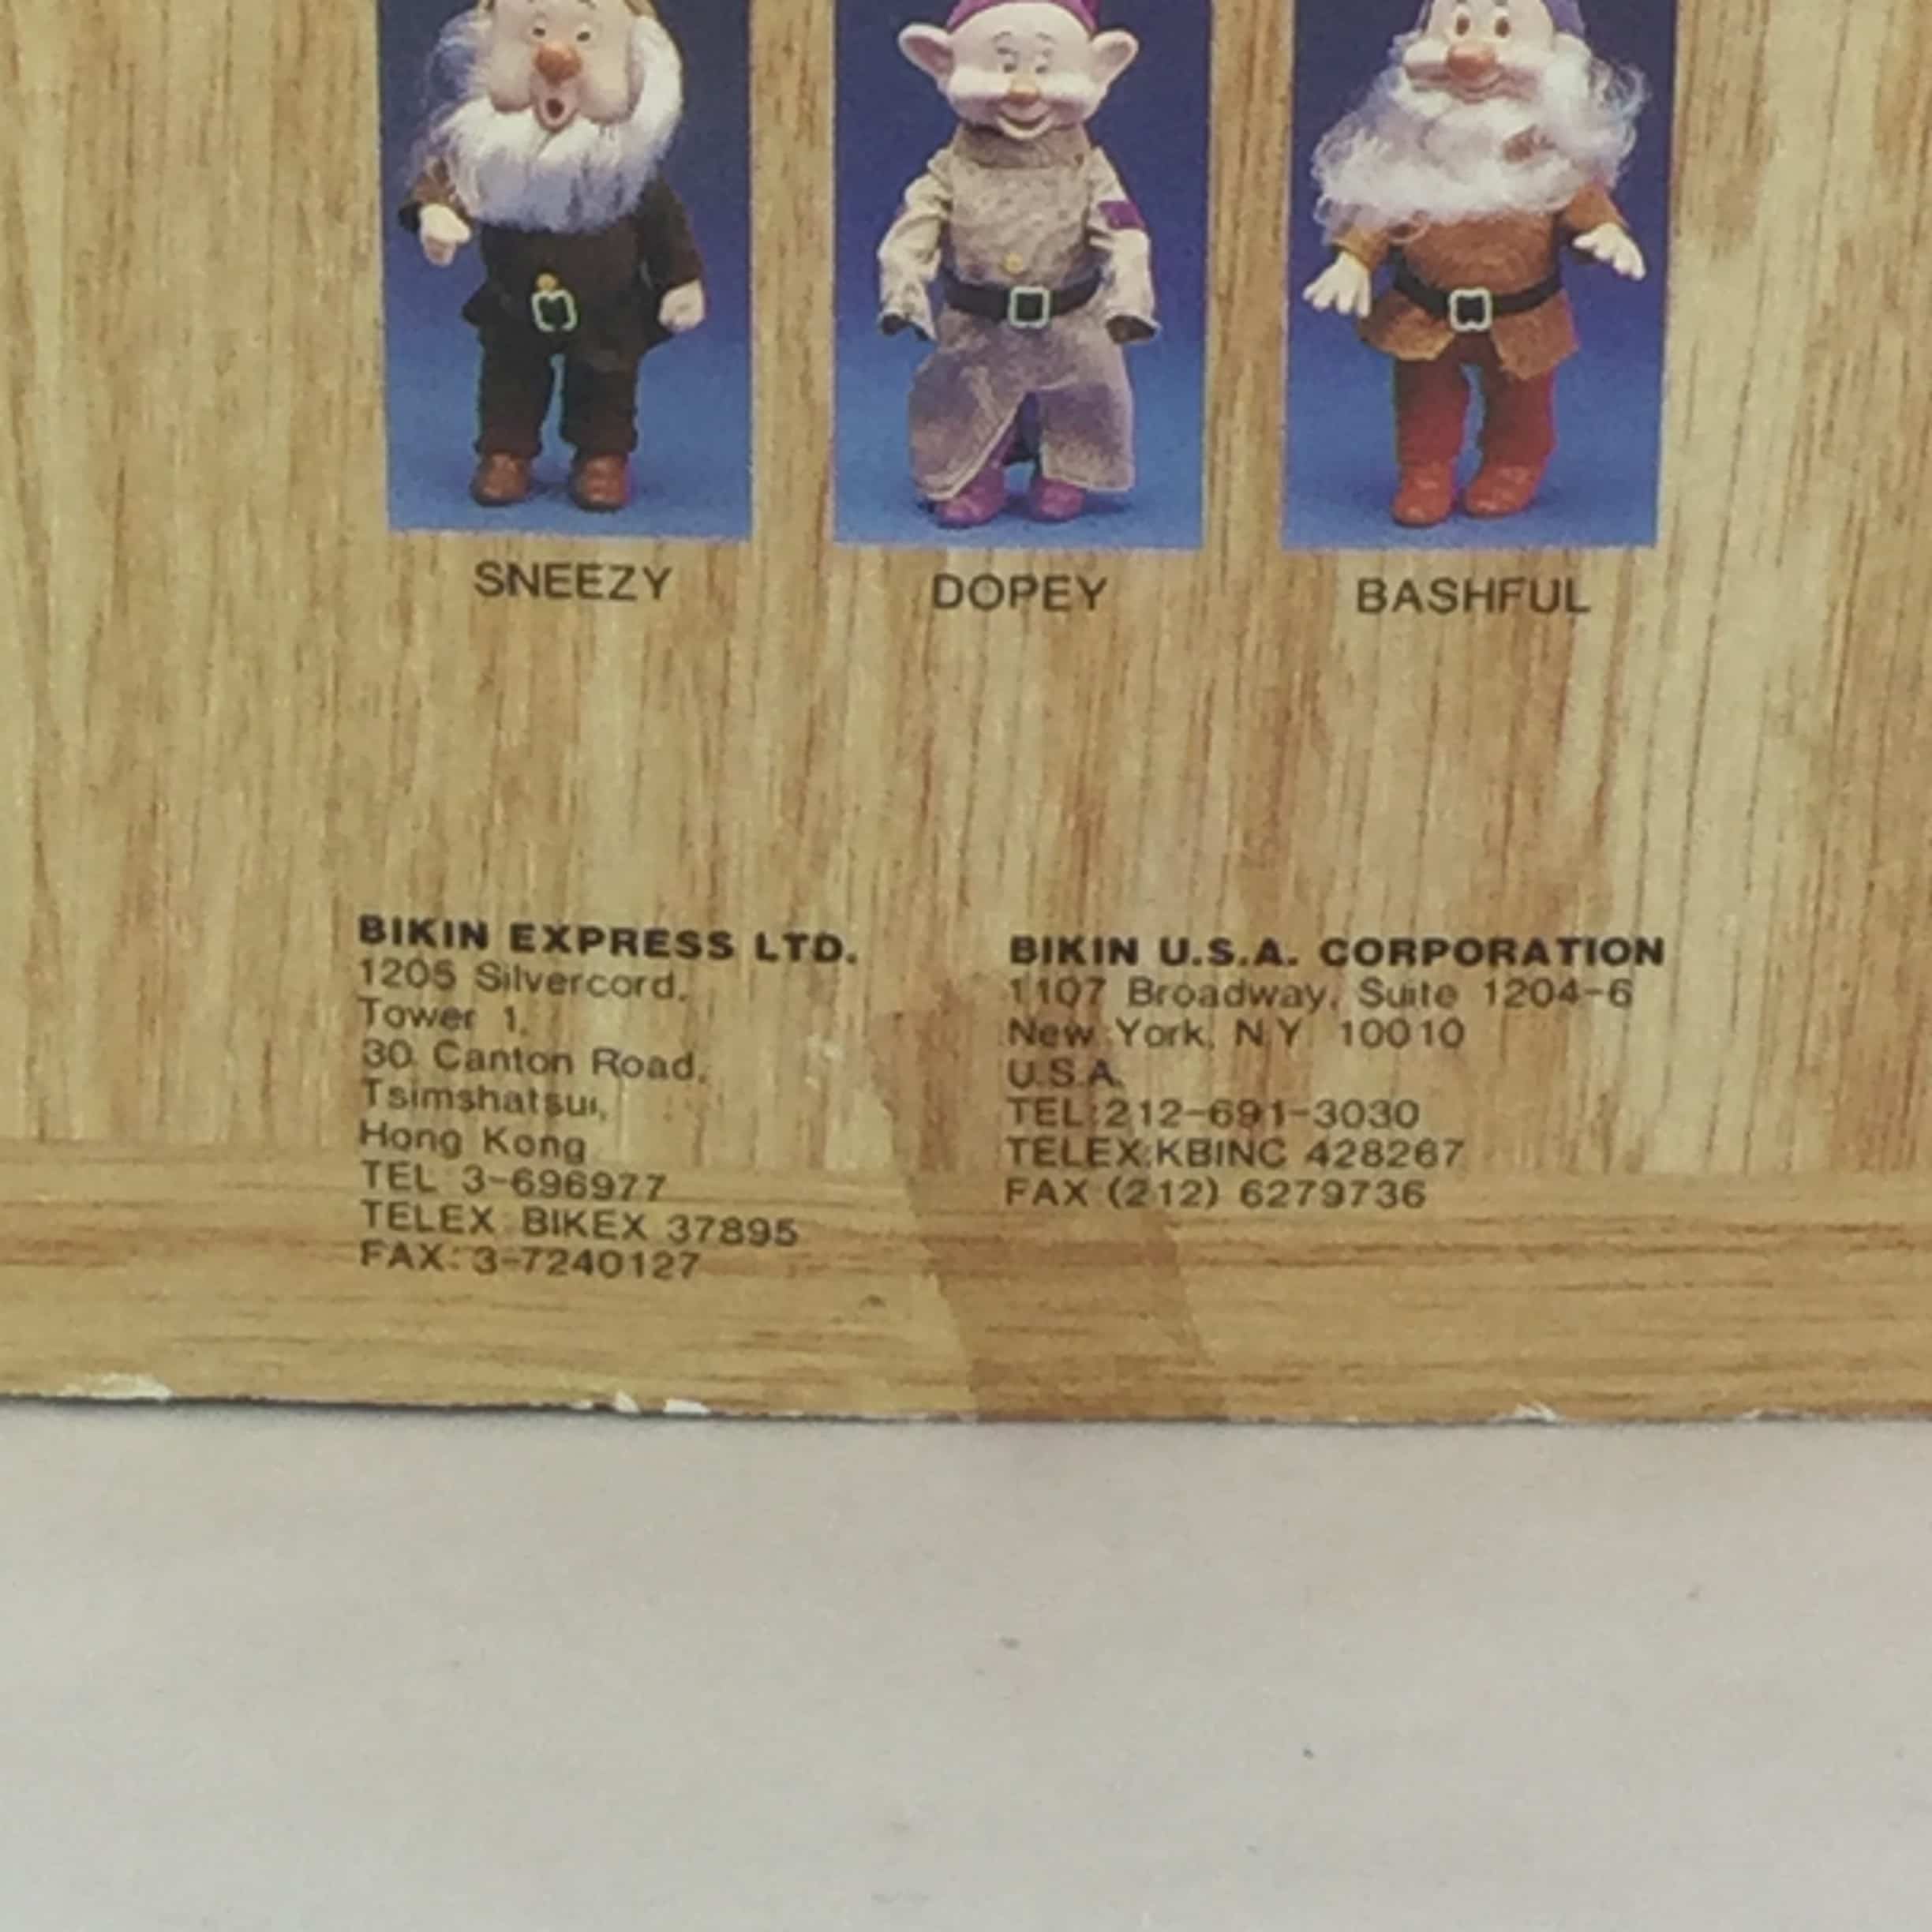 SNEEZY
DOPEY
BASHFUL
BIKIN EXPRESS LTD.
1205 Silvercord,
Tower 1,
30 Canton Road,
Tsimshatsui,
Hong Kong
TEL: 3-696977
TELEX: BIKEX 37895
FAX: 3-7240127
BIKIN U.S.A. CORPORATION
1107 Broadway, Suite 1204-6
New York, N.Y. 10010
U.S.A.
TEL:212-691-3030
TELEX:KBINC 428267
FAX (212) 6279736